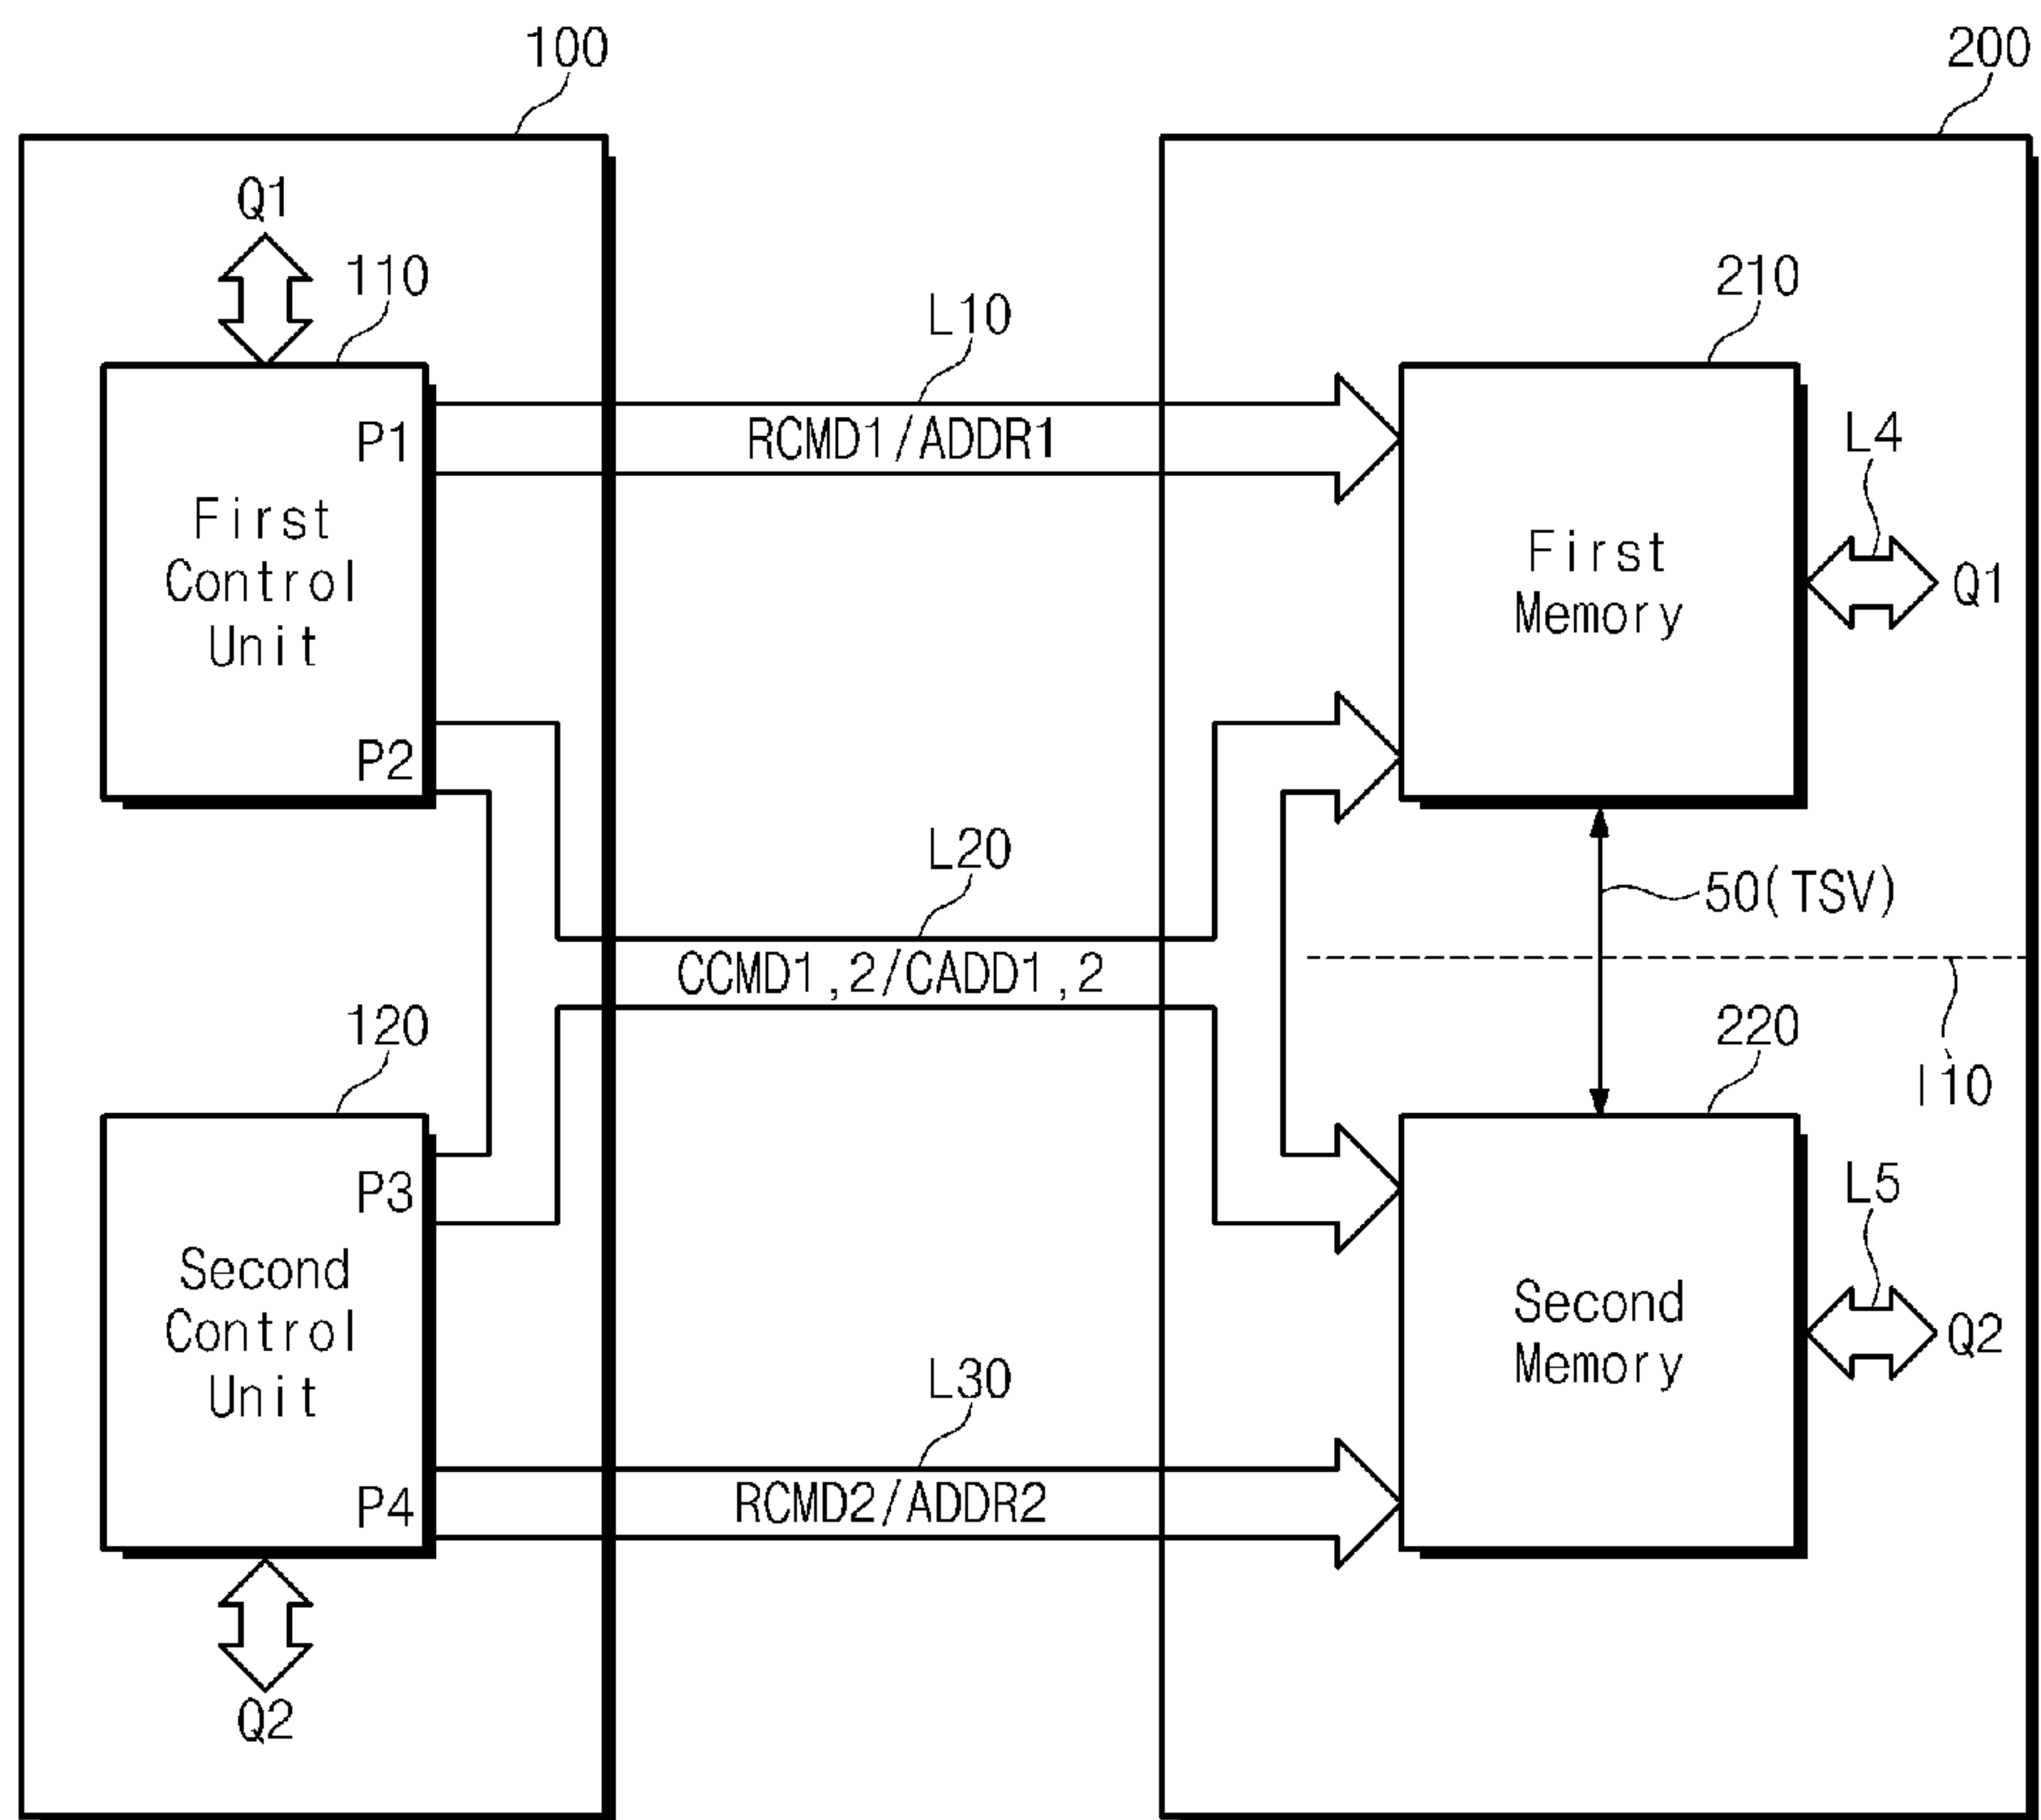 100
200
Q1
110
L10
210
P1
RCMD1/ADDR1
L4
First
Control
Unit
First
Memory
Q1
P2
L20
50(TSV)
CCMD1,2/CADD1,2
120
220
I10
P3
L5
Second
Control
Unit
Second
Memory
Q2
L30
P4
RCMD2/ADDR2
Q2